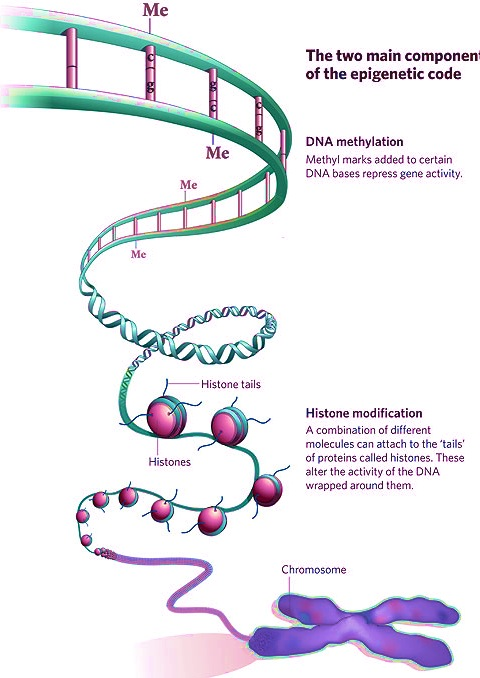 Me
The two main component
of the epigenetic code
c
g
g
c
c
g
DNA methylation
Me
Methyl marks added to certain
DNA bases repress gene activity.
Me
Me
Histone tails
Histone modification
A combination of different
molecules can attach to the ‘tails’
of proteins called histones. These
alter the activity of the DNA
wrapped around them.
Histones
Chromosome